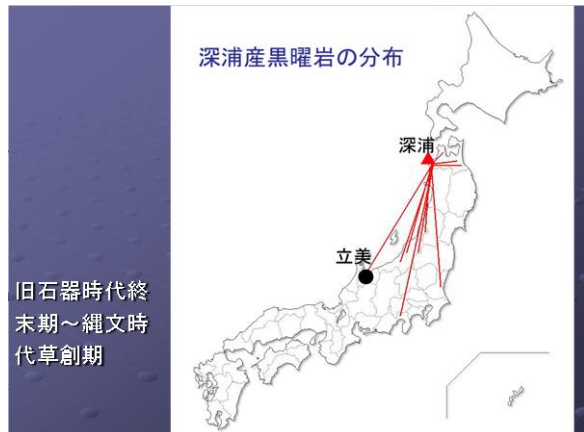 深浦産黒曜岩の分布
深浦
立美
旧石器時代終
末期～縄文時
代草創期